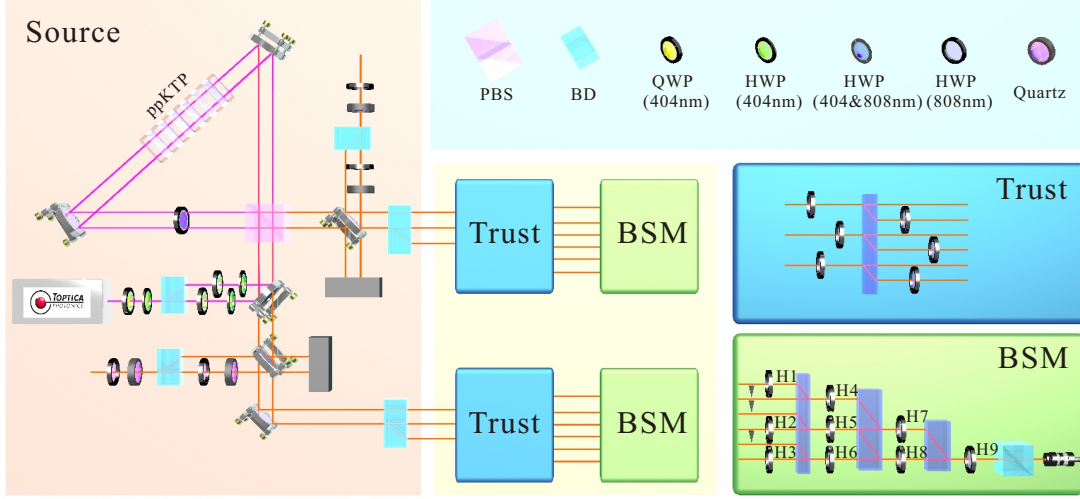 Source
ppKTP
TOPTICA
PHOTONICS
PBS
BD
QWP
(404nm)
HWP
(404nm)
HWP
(404&808nm)
HWP
(808nm)
Quartz
Trust
BSM
Trust
BSM
Trust
BSM
H1
H4
H2
H5
H7
H3
H6
H8
H9